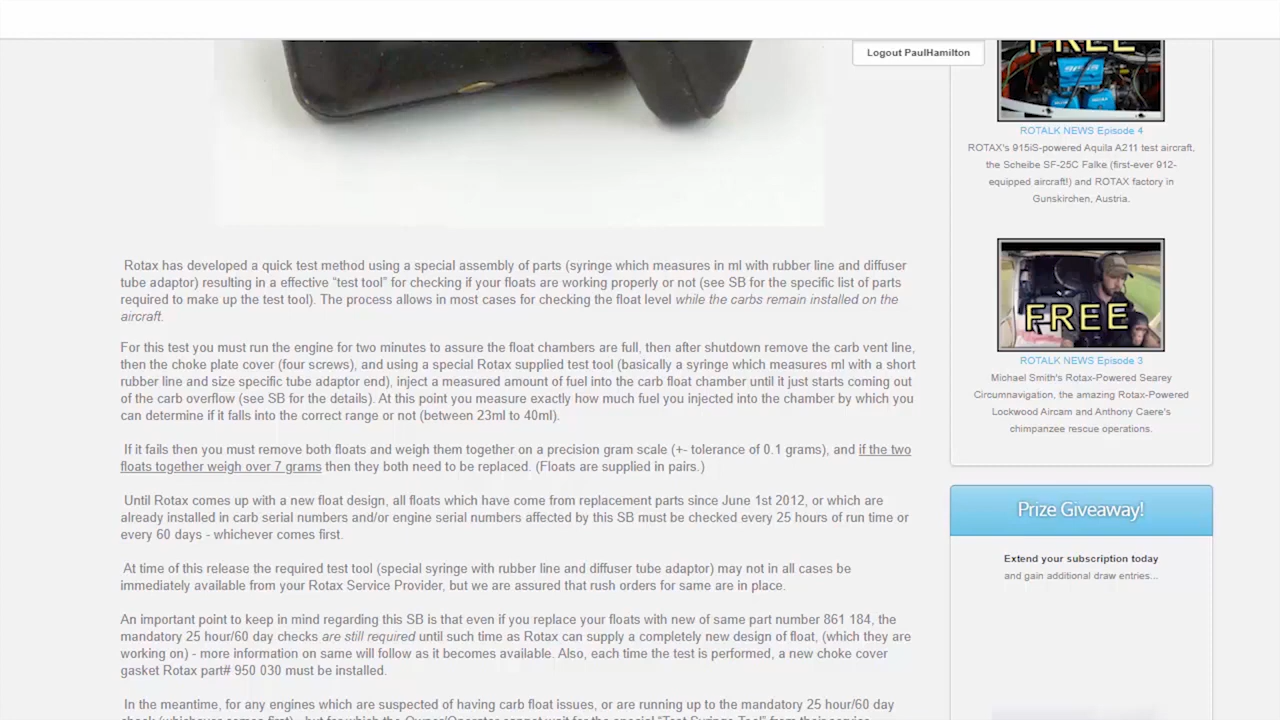 Logout PaulHamilton
FREE
ROTALK NEWS Episode 4
ROTAX's 915iS-powered Aquila A211 test aircraft,
the Scheibe SF-25C Falke (first-ever 912-
equipped aircraft!) and ROTAX factory in
Gunskirchen, Austria.
FREE
ROTALK NEWS Episode 3
Michael Smith's Rotax-Powered Searey
Circumnavigation, the amazing Rotax-Powered
Lockwood Aircam and Anthony Caere's
chimpanzee rescue operations.
Prize Giveaway!
Extend your subscription today
and gain additional draw entries...
Rotax has developed a quick test method using a special assembly of parts (syringe which measures in ml with rubber line and diffuser
tube adaptor) resulting in a effective “test tool” for checking if your floats are working properly or not (see SB for the specific list of parts
required to make up the test tool). The process allows in most cases for checking the float level while the carbs remain installed on the
aircraft.
For this test you must run the engine for two minutes to assure the float chambers are full, then after shutdown remove the carb vent line,
then the choke plate cover (four screws), and using a special Rotax supplied test tool (basically a syringe which measures ml with a short
rubber line and size specific tube adaptor end), inject a measured amount of fuel into the carb float chamber until it just starts coming out
of the carb overflow (see SB for the details). At this point you measure exactly how much fuel you injected into the chamber by which you
can determine if it falls into the correct range or not (between 23ml to 40ml).
If it fails then you must remove both floats and weigh them together on a precision gram scale (+- tolerance of 0.1 grams), and if the two
floats together weigh over 7 grams then they both need to be replaced. (Floats are supplied in pairs.)
Until Rotax comes up with a new float design, all floats which have come from replacement parts since June 1st 2012, or which are
already installed in carb serial numbers and/or engine serial numbers affected by this SB must be checked every 25 hours of run time or
every 60 days - whichever comes first.
At time of this release the required test tool (special syringe with rubber line and diffuser tube adaptor) may not in all cases be
immediately available from your Rotax Service Provider, but we are assured that rush orders for same are in place.
An important point to keep in mind regarding this SB is that even if you replace your floats with new of same part number 861 184, the
mandatory 25 hour/60 day checks are still required until such time as Rotax can supply a completely new design of float, (which they are
working on) - more information on same will follow as it becomes available. Also, each time the test is performed, a new choke cover
gasket Rotax part# 950 030 must be installed.
In the meantime, for any engines which are suspected of having carb float issues, or are running up to the mandatory 25 hour/60 day
check (whichever comes first) - but for which the Owner/Operator cannot wait for the special “Test Syringe Tool” from their service